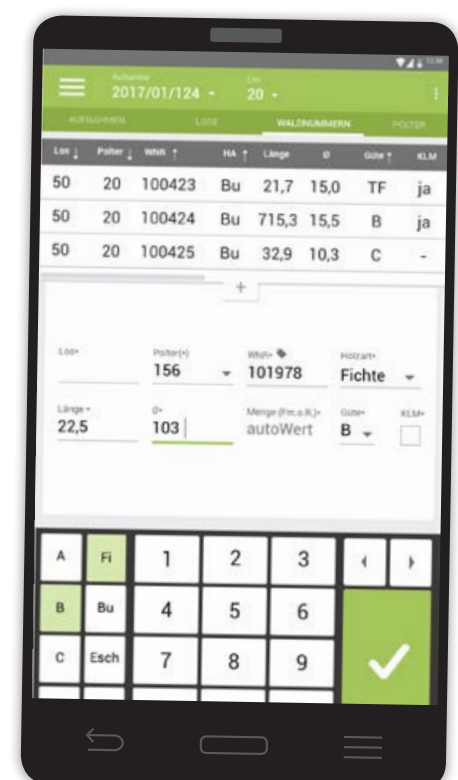 Aufnahme Los
2017/01/124 20
AUFNAHMEN LOSE WALZNUMMERN POLTER
Los Polter WNR HA Länge Ø Güte KLM
50 20 100423 Bu 21,7 15,0 TF ja
50 20 100424 Bu 715,3 15,5 B ja
50 20 100425 Bu 32,9 10,3 C -
+
Los* Polter(*) WNR* Holzart*
156 101978 Fichte
Länge * Ø* Menge (Fm.o.R.)* Güte* KLM*
22,5 103 autoWert B
A Fi 1 2 3
B Bu 4 5 6
C Esch 7 8 9